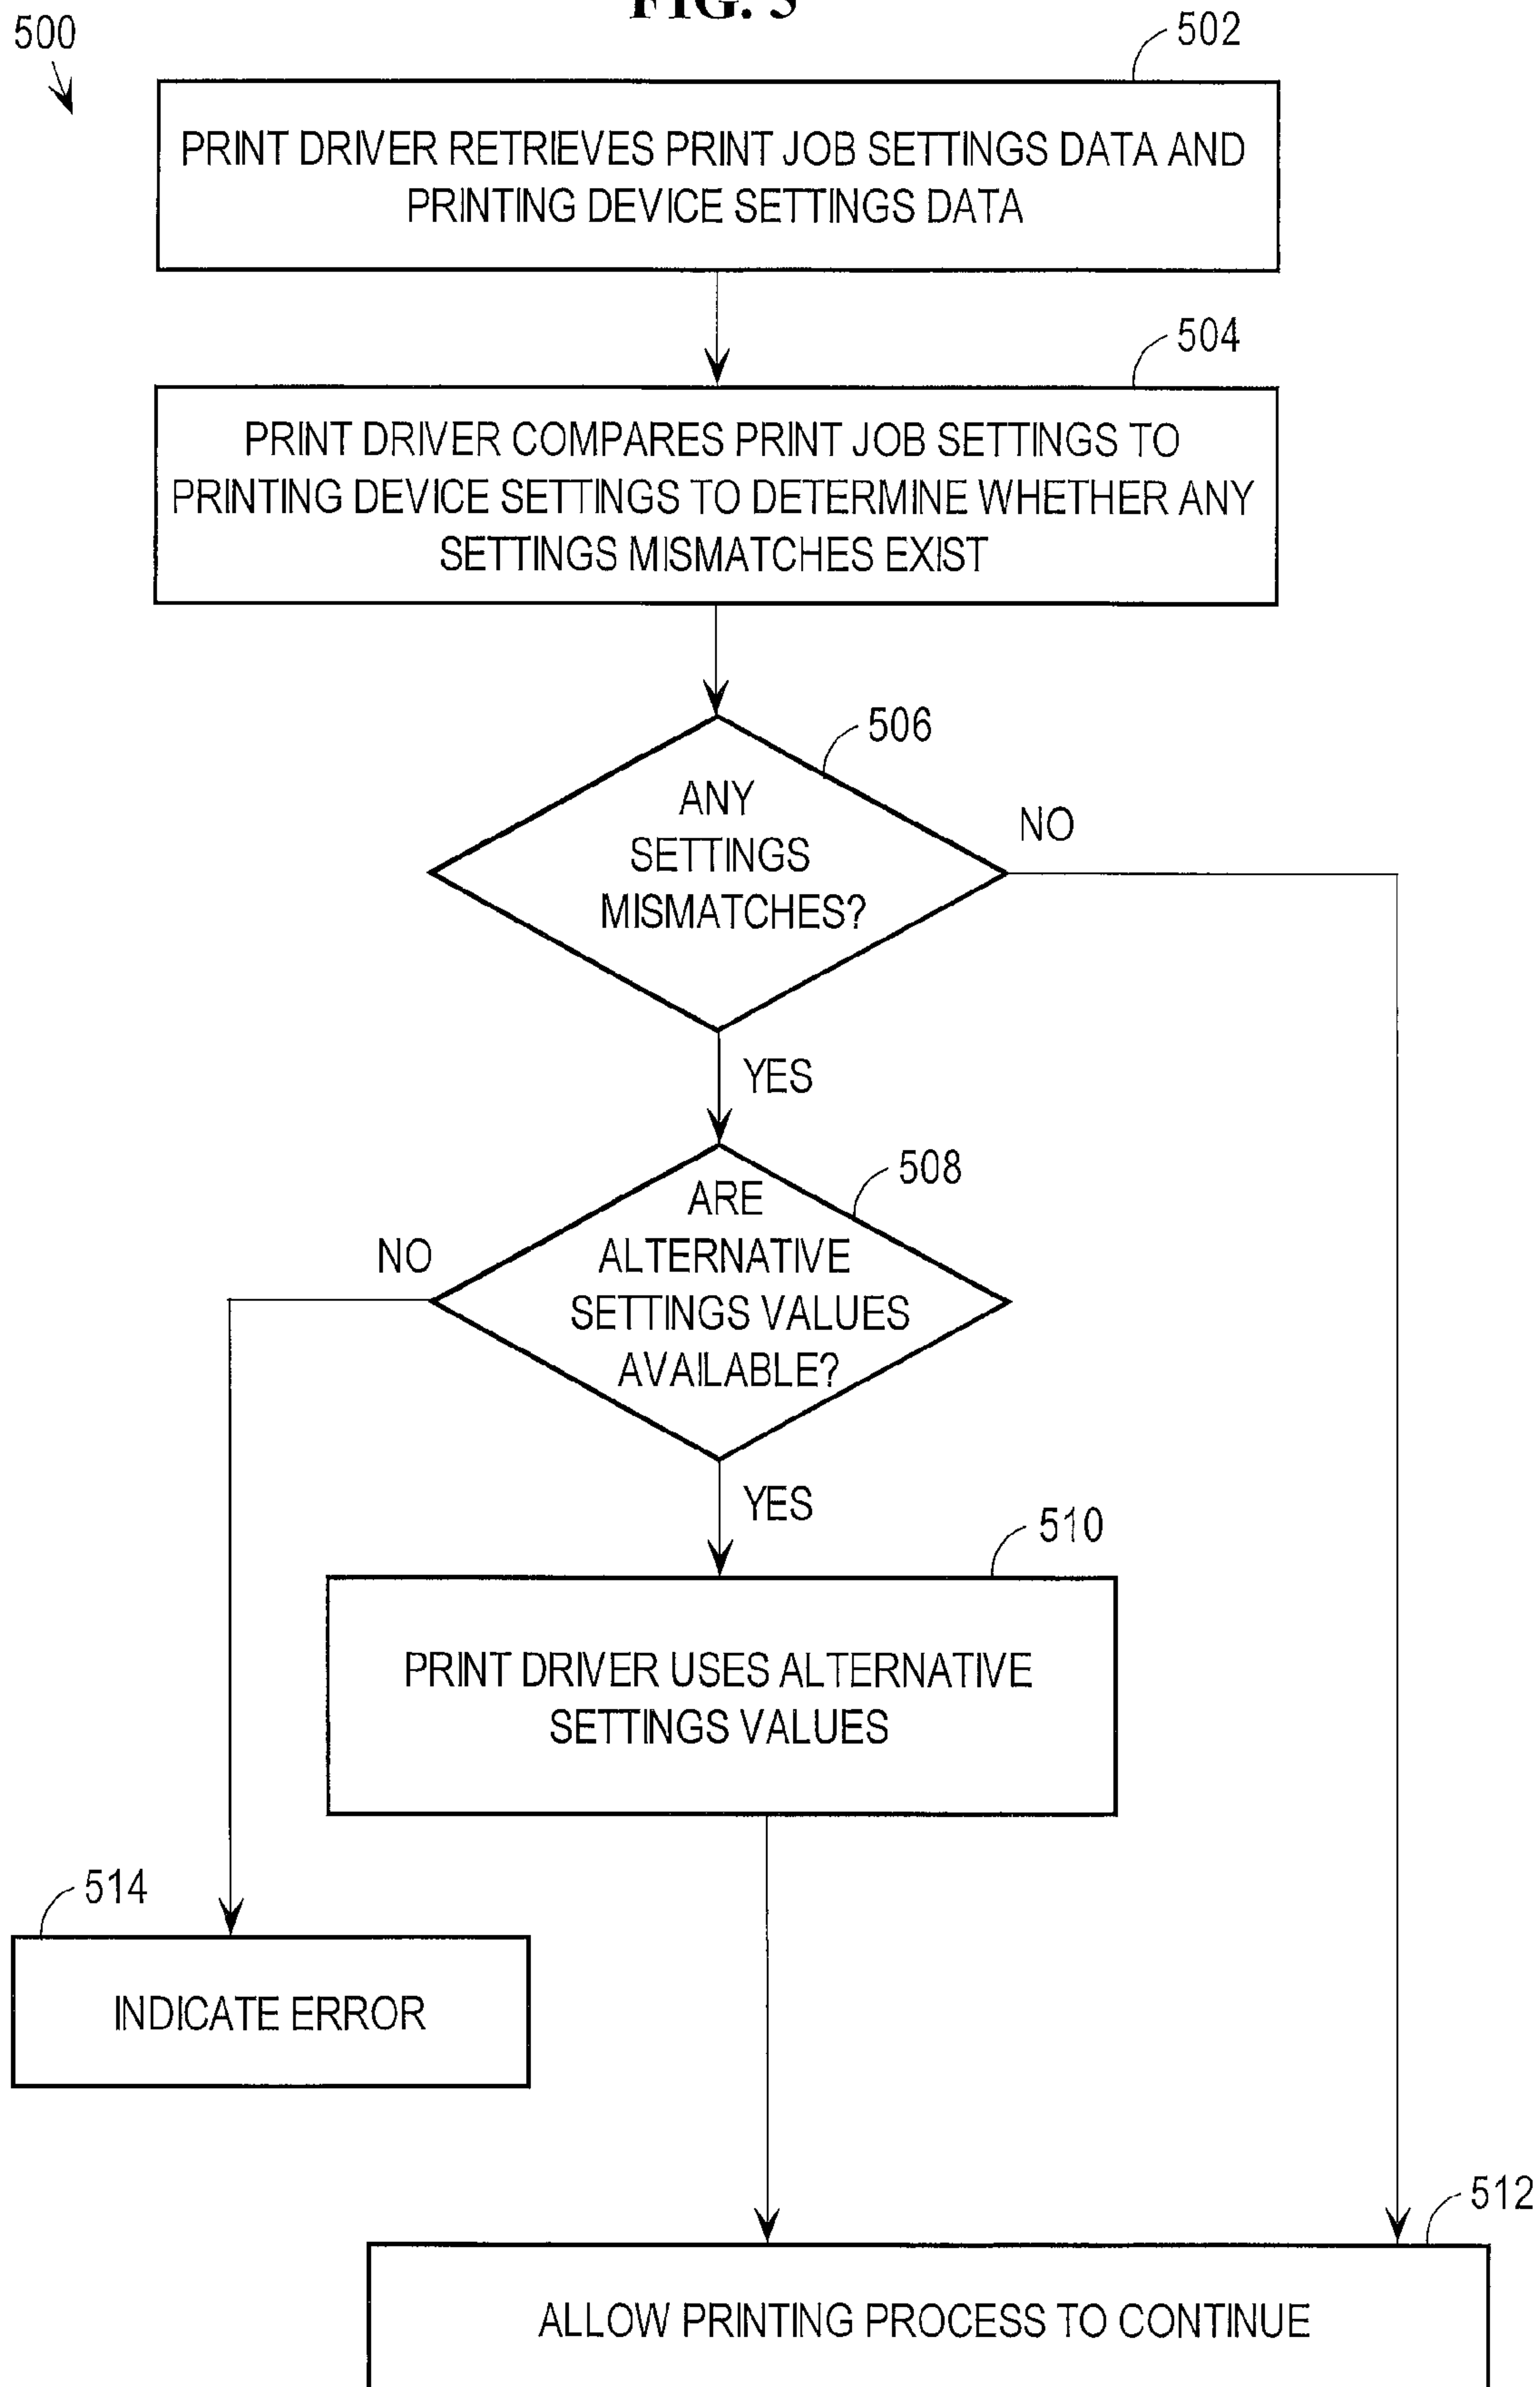 FIG. 5
500
502
PRINT DRIVER RETRIEVES PRINT JOB SETTINGS DATA AND
PRINTING DEVICE SETTINGS DATA
504
PRINT DRIVER COMPARES PRINT JOB SETTINGS TO
PRINTING DEVICE SETTINGS TO DETERMINE WHETHER ANY
SETTINGS MISMATCHES EXIST
506
ANY
SETTINGS
MISMATCHES?
NO
YES
508
ARE
ALTERNATIVE
SETTINGS VALUES
AVAILABLE?
NO
YES
510
PRINT DRIVER USES ALTERNATIVE
SETTINGS VALUES
514
INDICATE ERROR
512
ALLOW PRINTING PROCESS TO CONTINUE